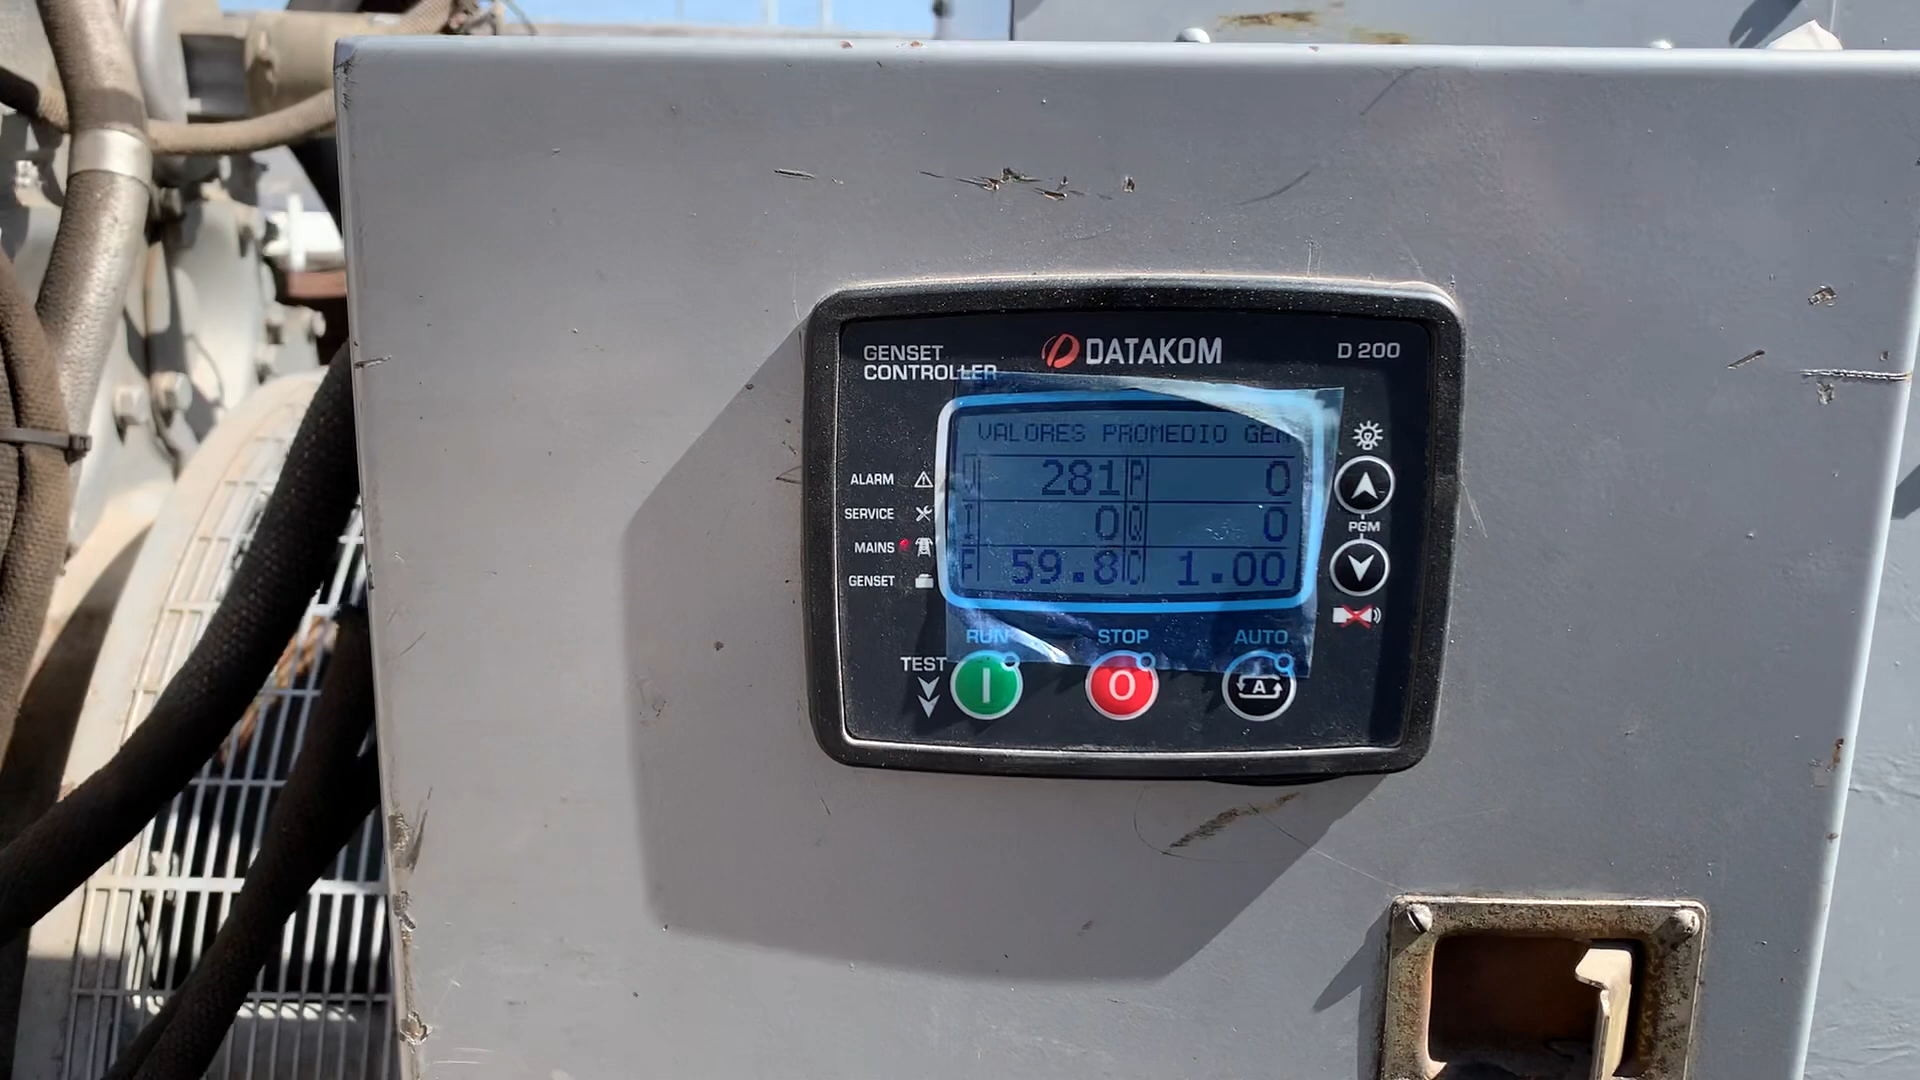 GENSET
CONTROLLER
DATAKOM
D 200
VALORES PROMEDIO GEN
V 281 P 0
I 0 Q 0
F 59.8 C 1.00
ALARM
SERVICE
MAINS
GENSET
PGM
RUN
STOP
AUTO
TEST
I
O
A